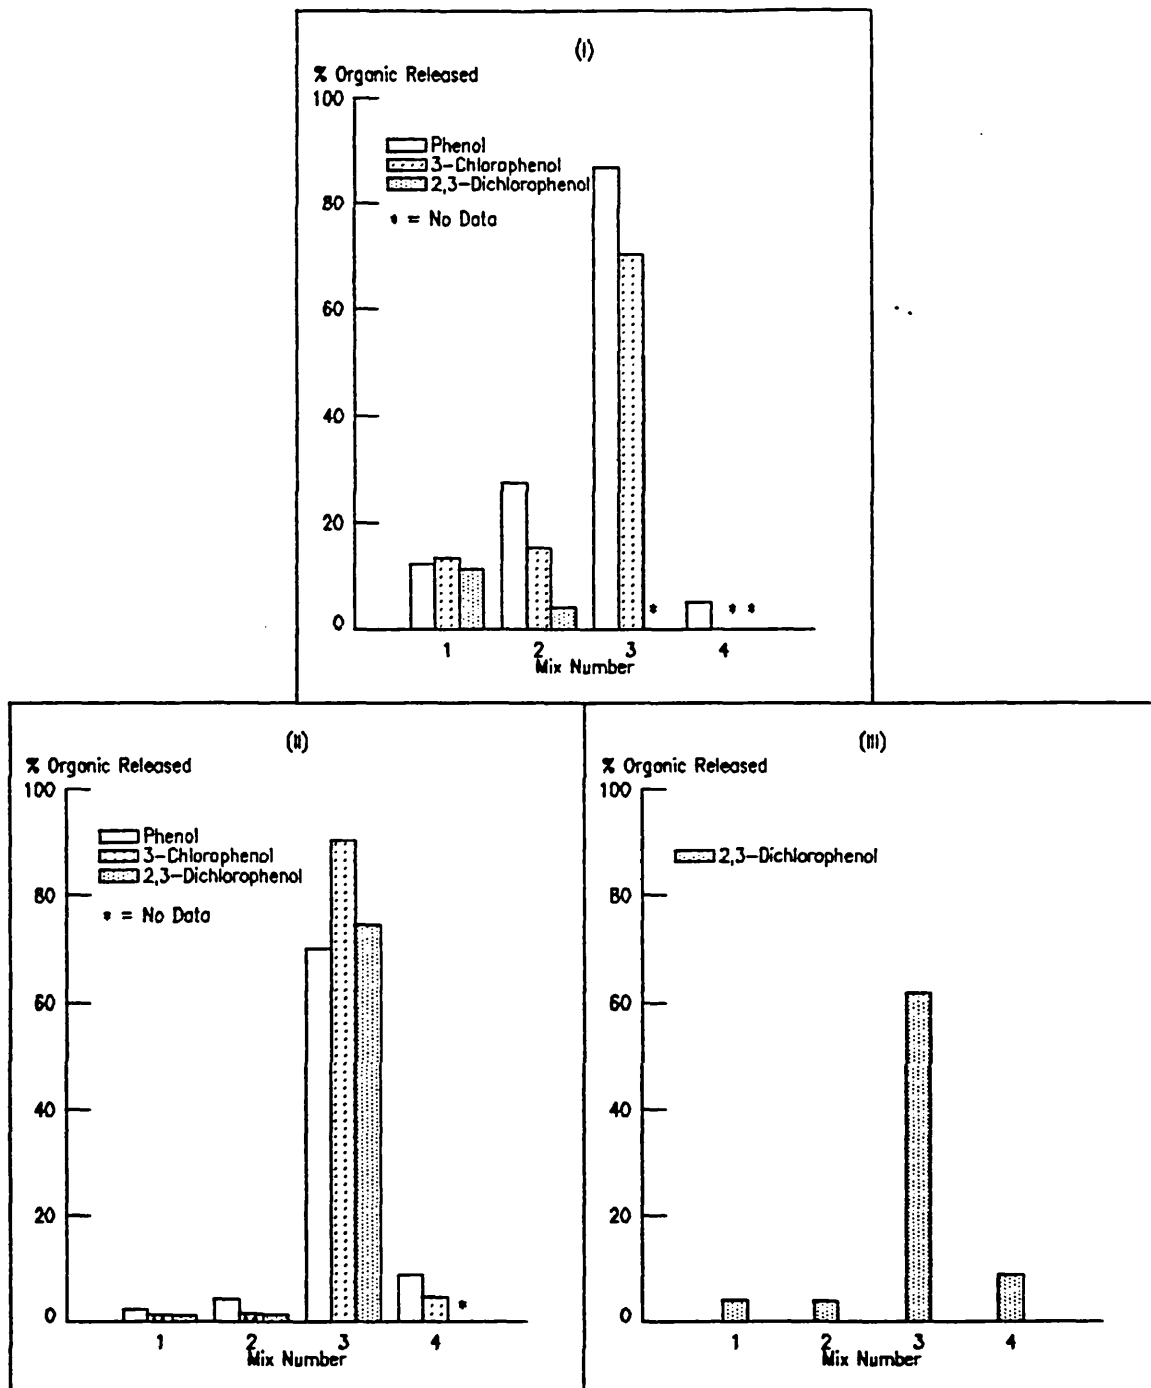 (I)
% Organic Released
100
80
60
40
20
0
Phenol
3-Chlorophenol
2,3-Dichlorophenol
* = No Data
*
* *
1 2 3 4
Mix Number
(II)
% Organic Released
100
80
60
40
20
0
Phenol
3-Chlorophenol
2,3-Dichlorophenol
* = No Data
*
1 2 3 4
Mix Number
(III)
% Organic Released
100
80
60
40
20
0
2,3-Dichlorophenol
1 2 3 4
Mix Number